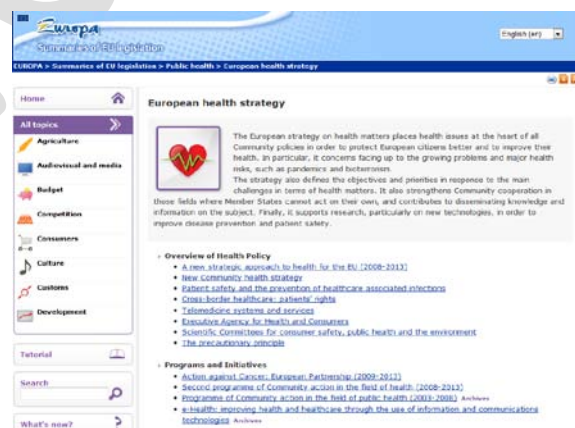 Europa
Summaries of EU legislation
English (en)
EUROPA > Summaries of EU legislation > Public health > European health strategy
Home
European health strategy
All topics
Agriculture
Audiovisual and media
Budget
Competition
Consumers
Culture
Customs
Development
Tutorial
Search
What's new?
The European strategy on health matters places health issues at the heart of all
Community policies in order to protect European citizens better and to improve their
health. In particular, it concerns facing up to the growing problems and major health
risks, such as pandemics and bioterrorism.
The strategy also defines the objectives and priorities in response to the main
challenges in terms of health matters. It also strengthens Community cooperation in
those fields where Member States cannot act on their own, and contributes to disseminating knowledge and
information on the subject. Finally, it supports research, particularly on new technologies, in order to
improve disease prevention and patient safety.
Overview of Health Policy
A new strategic approach to health for the EU (2008-2013)
New Community health strategy
Patient safety and the prevention of healthcare associated infections
Cross-border healthcare: patients' rights
Telemedicine systems and services
Executive Agency for Health and Consumers
Scientific Committees for consumer safety, public health and the environment
The precautionary principle
Programs and Initiatives
Action against Cancer: European Partnership (2009-2013)
Second programme of Community action in the field of health (2008-2013)
Programme of Community action in the field of public health (2003-2008) Archives
e-Health: improving health and healthcare through the use of information and communications
technologies Archives